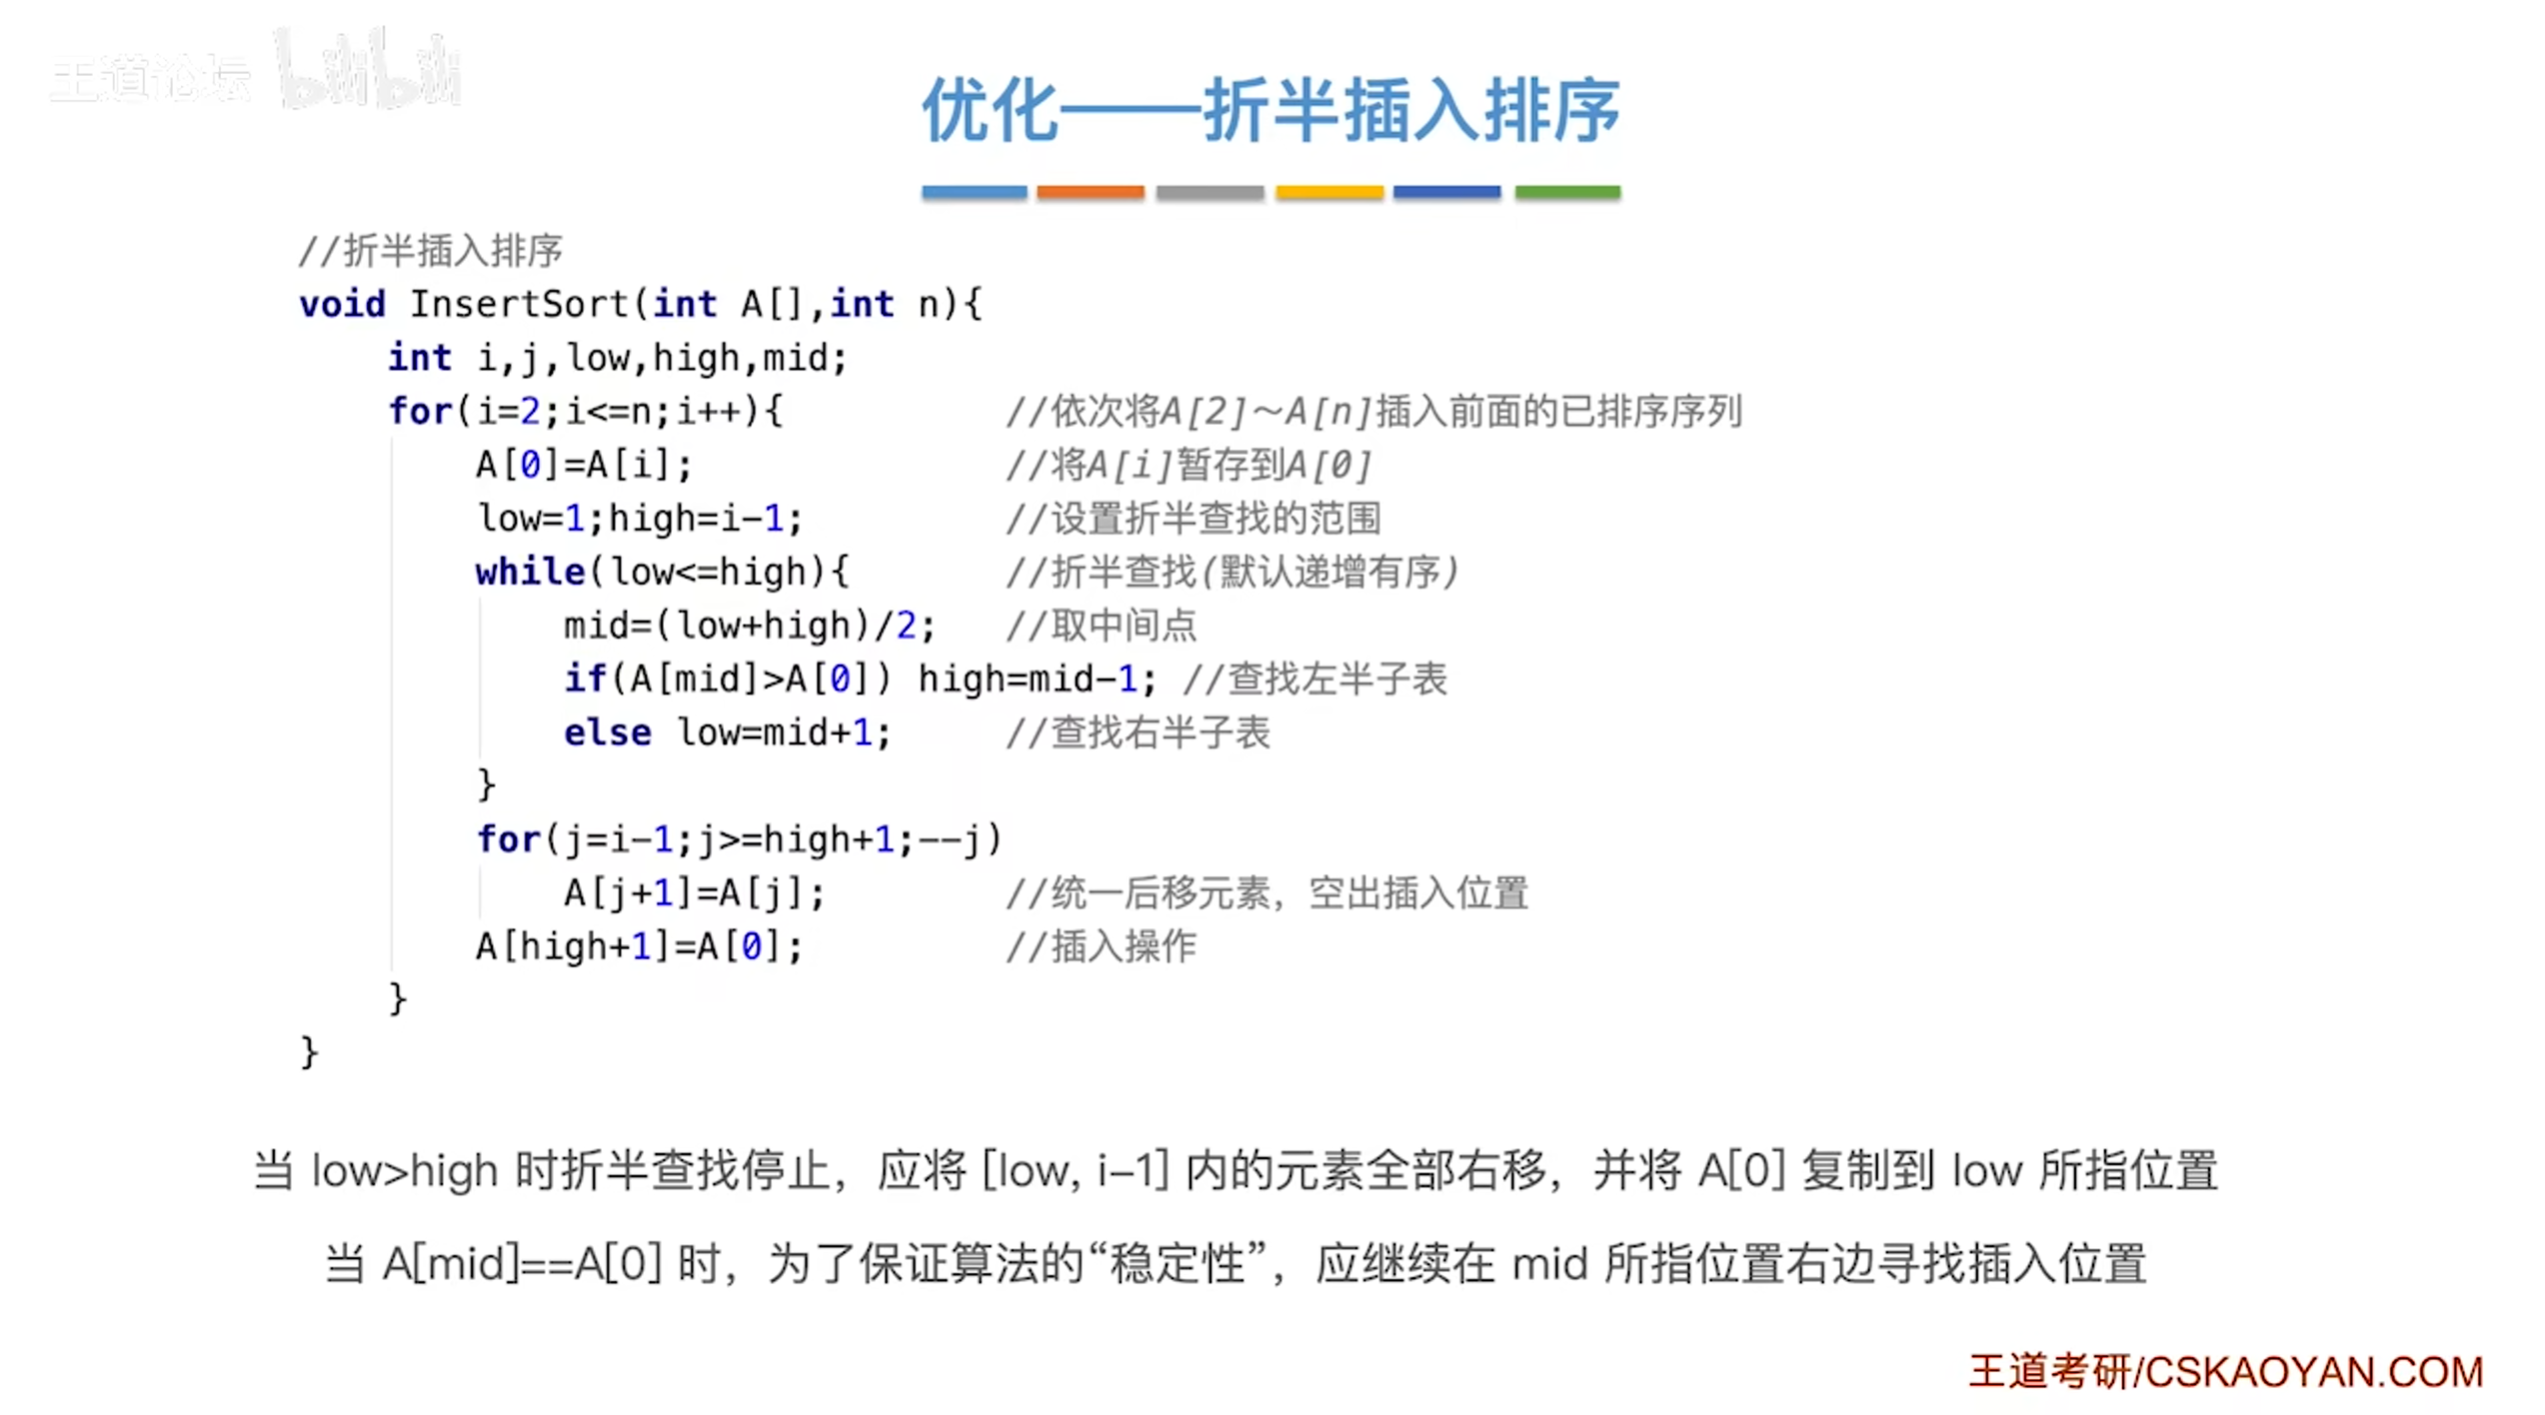 王道论坛 bilibili
优化——折半插入排序
//折半插入排序
void InsertSort(int A[],int n){
int i,j,low,high,mid;
for(i=2;i<=n;i++){ //依次将A[2]～A[n]插入前面的已排序序列
A[0]=A[i]; //将A[i]暂存到A[0]
low=1;high=i-1; //设置折半查找的范围
while(low<=high){ //折半查找(默认递增有序)
mid=(low+high)/2; //取中间点
if(A[mid]>A[0]) high=mid-1; //查找左半子表
else low=mid+1; //查找右半子表
}
for(j=i-1;j>=high+1;--j)
A[j+1]=A[j]; //统一后移元素，空出插入位置
A[high+1]=A[0]; //插入操作
}
}
当 low>high 时折半查找停止，应将 [low, i-1] 内的元素全部右移，并将 A[0] 复制到 low 所指位置
当 A[mid]==A[0] 时，为了保证算法的“稳定性”，应继续在 mid 所指位置右边寻找插入位置
王道考研/CSKAOYAN.COM